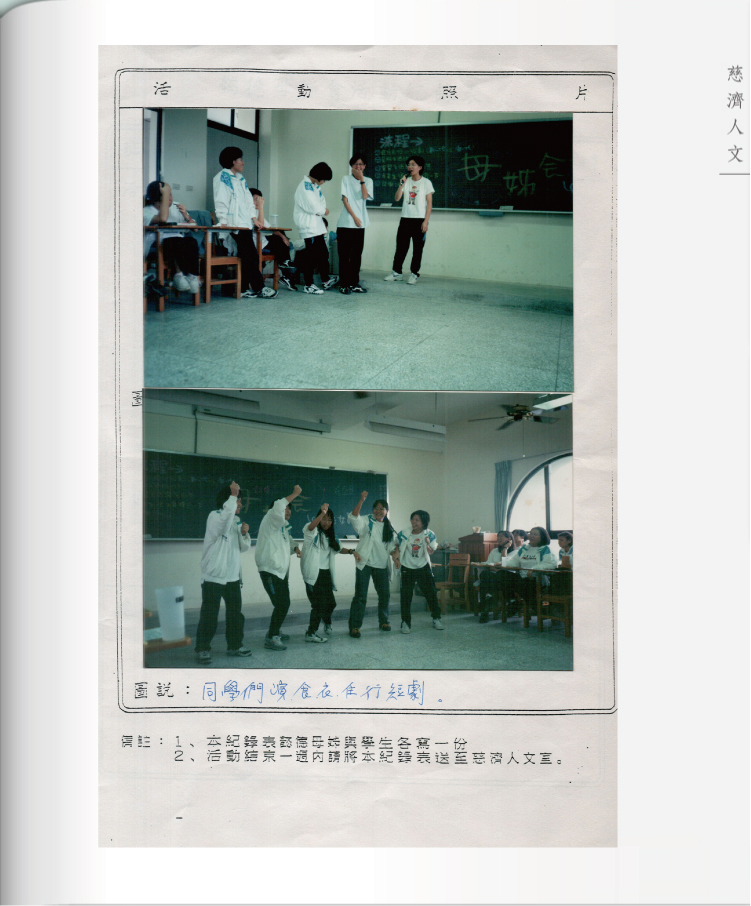 慈濟人文
活動照片
流程→
母姊會
圖
圖說：同學們演食衣住行短劇。
備註：1、本紀錄表懿德母姊與學生各寫一份
2、活動結束一週內請將本紀錄表送至慈濟人文室。